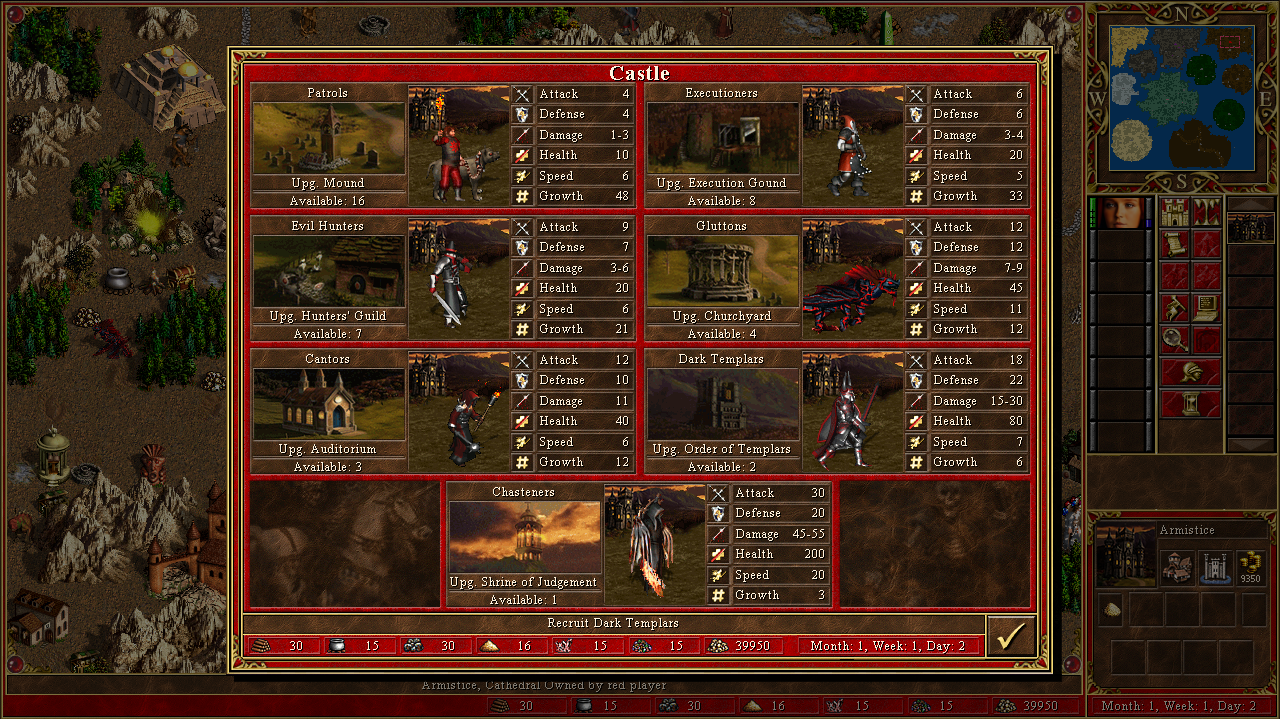 Castle
Patrols
Upg. Mound
Available: 16
Attack 4
Defense 4
Damage 1-3
Health 10
Speed 6
Growth 48
Executioners
Upg. Execution Gound
Available: 8
Attack 6
Defense 6
Damage 3-4
Health 20
Speed 5
Growth 33
Evil Hunters
Upg. Hunters' Guild
Available: 7
Attack 9
Defense 7
Damage 3-6
Health 20
Speed 6
Growth 21
Gluttons
Upg. Churchyard
Available: 4
Attack 12
Defense 12
Damage 7-9
Health 45
Speed 11
Growth 12
Cantors
Upg. Auditorium
Available: 3
Attack 12
Defense 10
Damage 11
Health 40
Speed 6
Growth 12
Dark Templars
Upg. Order of Templars
Available: 2
Attack 18
Defense 22
Damage 15-30
Health 80
Speed 7
Growth 6
Chasteners
Upg. Shrine of Judgement
Available: 1
Attack 30
Defense 20
Damage 45-55
Health 200
Speed 20
Growth 3
Recruit Dark Templars
30 15 30 16 15 15 39950 Month: 1, Week: 1, Day: 2
N
W E
S
Armistice
9350
Armistice, Cathedral Owned by red player
30 15 30 16 15 15 39950 Month: 1, Week: 1, Day: 2